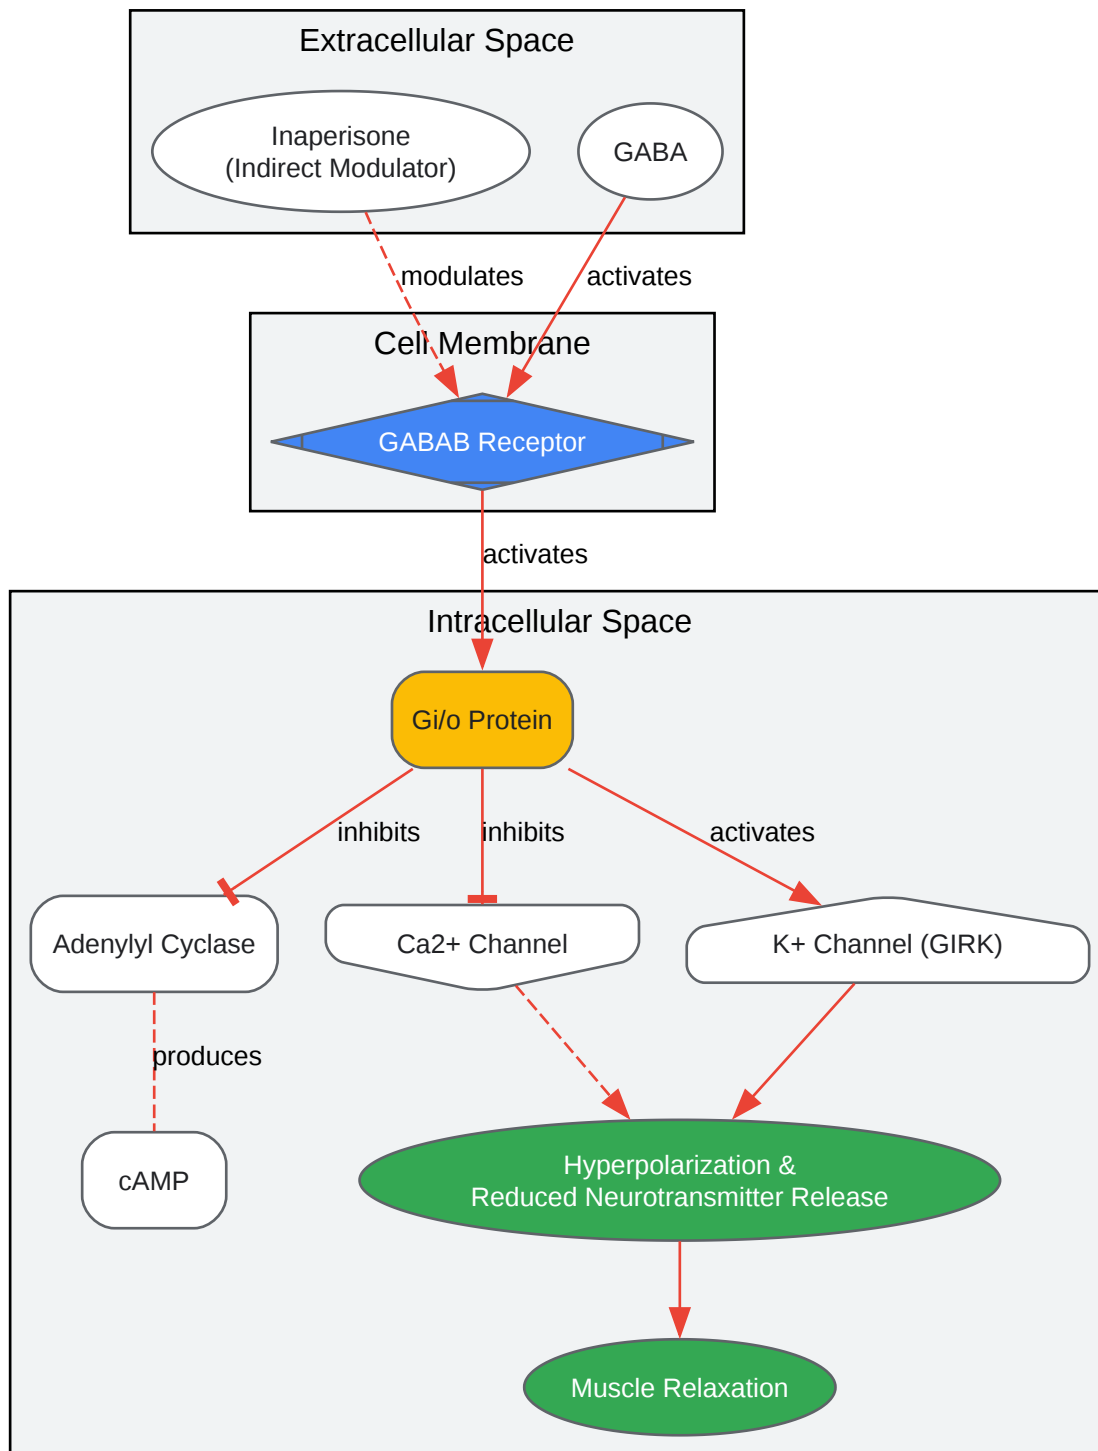 Extracellular Space
Inaperisone
(Indirect Modulator)
GABA
modulates
activates
Cell Membrane
GABAB Receptor
activates
Intracellular Space
Gi/o Protein
inhibits
inhibits
activates
Adenylyl Cyclase
Ca2+ Channel
K+ Channel (GIRK)
produces
cAMP
Hyperpolarization &
Reduced Neurotransmitter Release
Muscle Relaxation